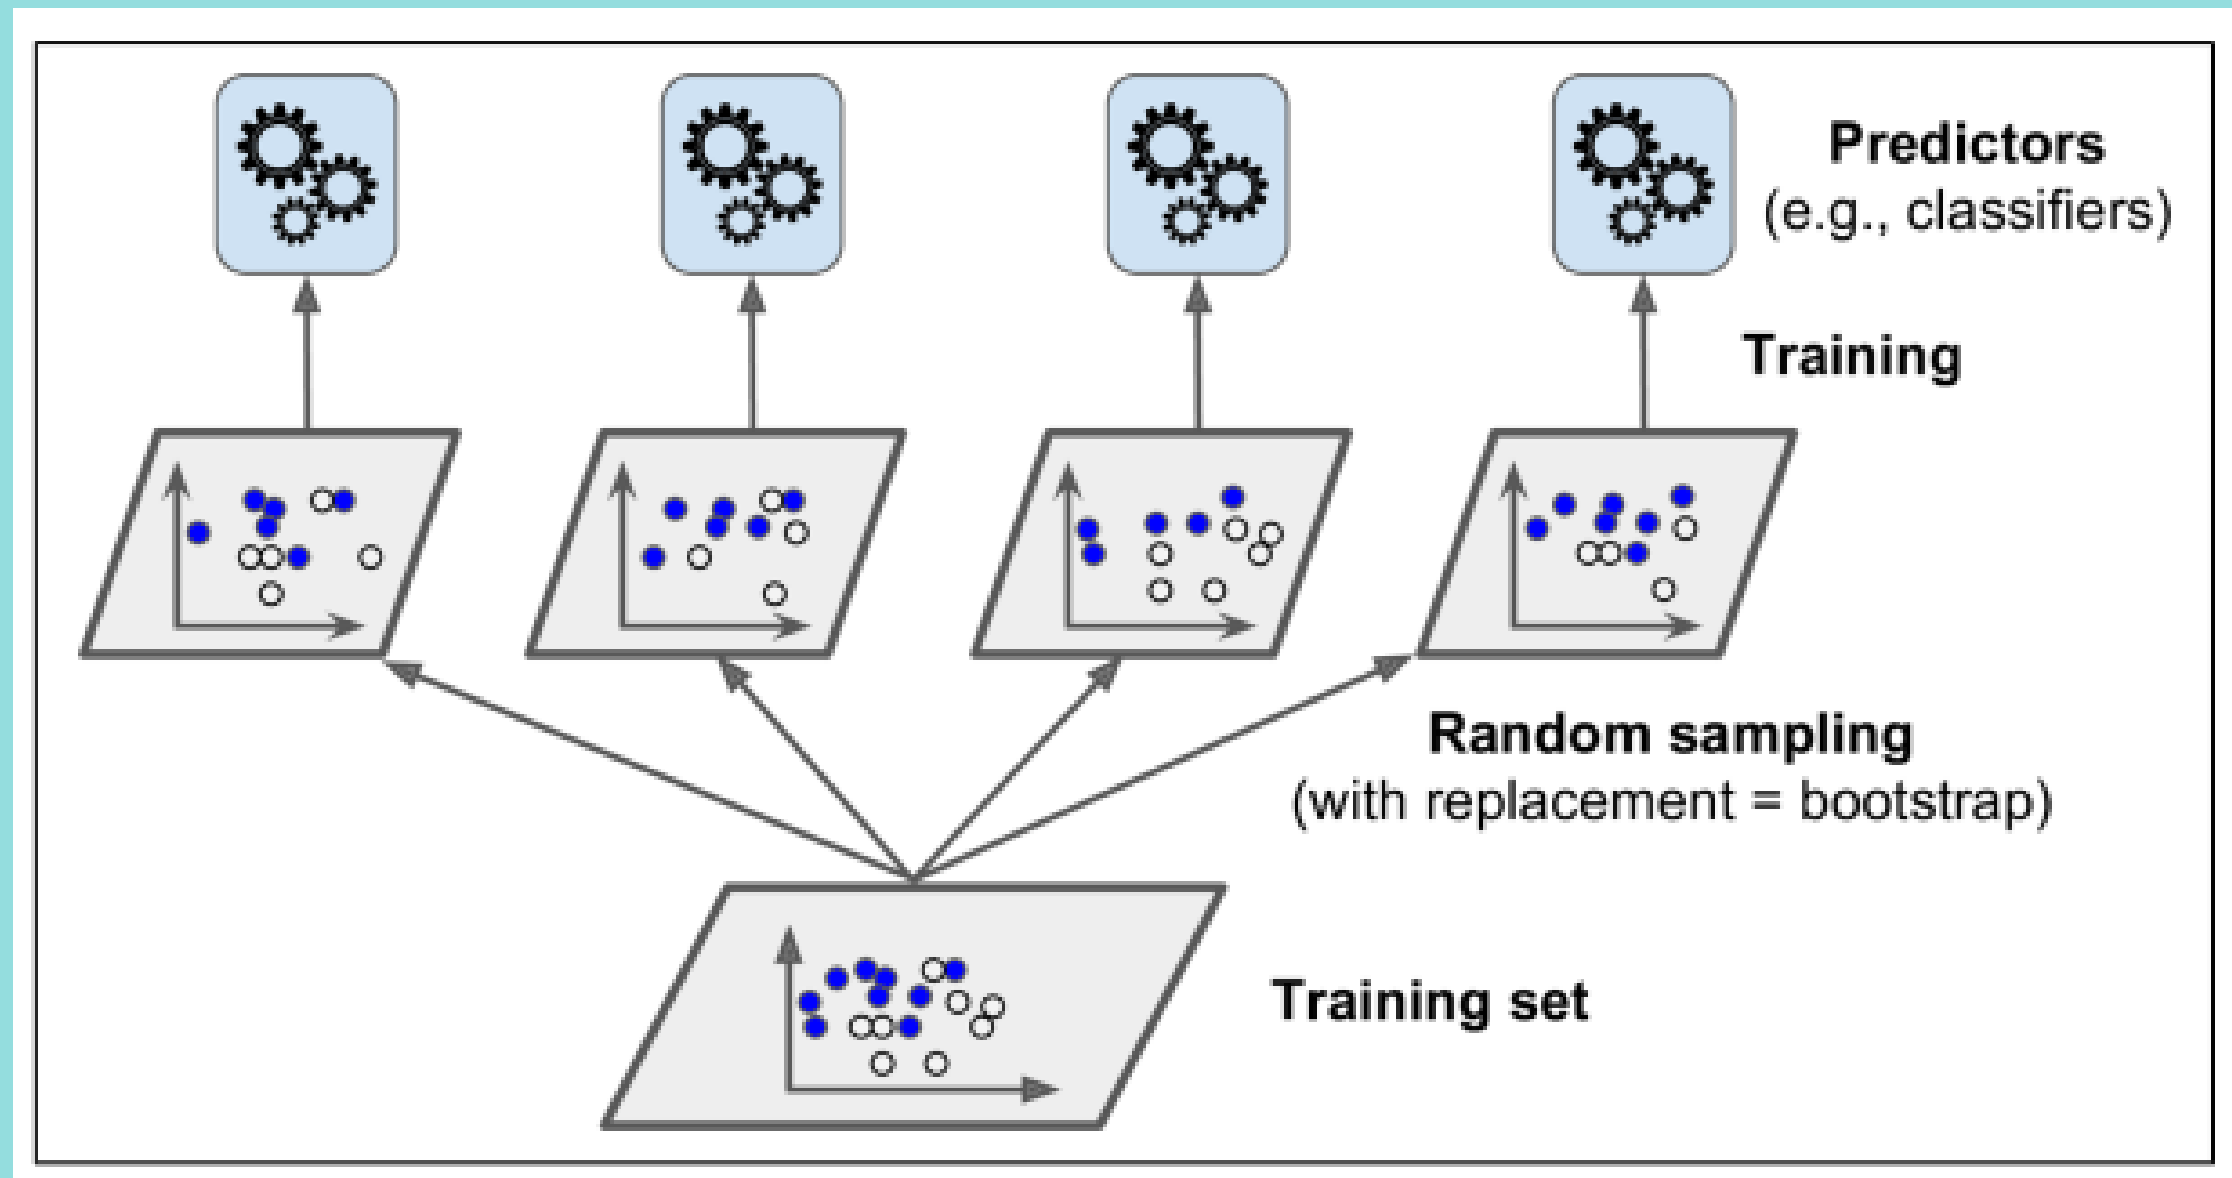 Predictors
(e.g., classifiers)
Training
Random sampling
(with replacement = bootstrap)
Training set